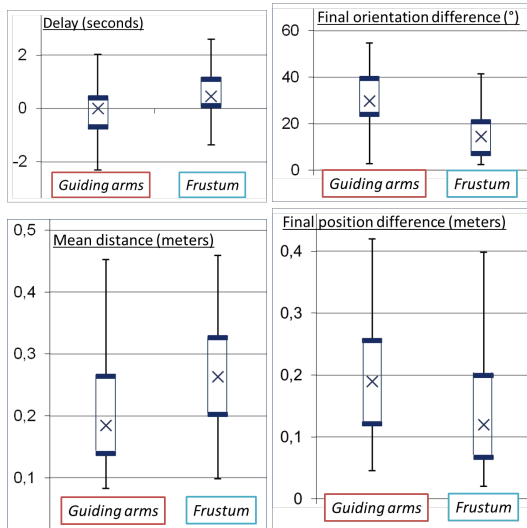 Delay (seconds)
2
0
-2
Guiding arms
Frustum
Final orientation difference (°)
60
40
20
0
Guiding arms
Frustum
Mean distance (meters)
0,5
0,4
0,3
0,2
0,1
Guiding arms
Frustum
Final position difference (meters)
0,4
0,3
0,2
0,1
0
Guiding arms
Frustum